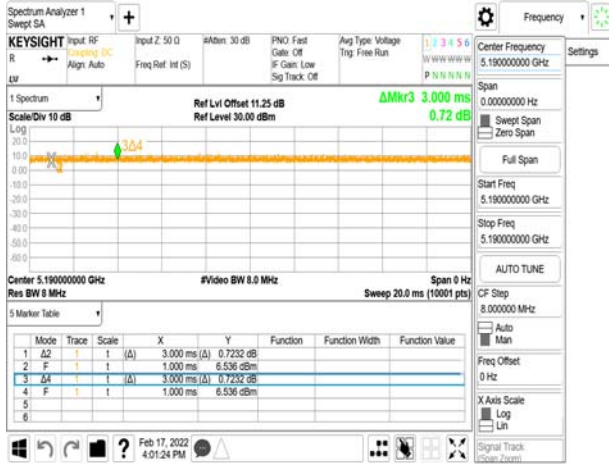 Spectrum Analyzer 1
Swept SA
+
Frequency
Settings
KEYSIGHT
R
Input: RF
Coupling: DC
Align: Auto
Input Z: 50 Ω
Freq Ref: Int (S)
#Atten: 30 dB
PNO: Fast
Gate: Off
IF Gain: Low
Sig Track: Off
Avg Type: Voltage
Trig: Free Run
1 2 3 4 5 6
W W W W W W
P N N N N N
1 Spectrum
Scale/Div 10 dB
Log
Ref Lvl Offset 11.25 dB
Ref Level 30.00 dBm
ΔMkr3 3.000 ms
0.72 dB
20.0
10.0
0.00
-10.0
-20.0
-30.0
-40.0
-50.0
-60.0
3Δ4
Center 5.190000000 GHz
Res BW 8 MHz
#Video BW 8.0 MHz
Span 0 Hz
Sweep 20.0 ms (10001 pts)
5 Marker Table
Mode Trace Scale X Y Function Function Width Function Value
1 Δ2 1 t (Δ) 3.000 ms (Δ) 0.7232 dB
2 F 1 t 1.000 ms 6.536 dBm
3 Δ4 1 t (Δ) 3.000 ms (Δ) 0.7232 dB
4 F 1 t 1.000 ms 6.536 dBm
5
6
?
Feb 17, 2022
4:01:24 PM
Center Frequency
5.190000000 GHz
Span
0.00000000 Hz
Swept Span
Zero Span
Full Span
Start Freq
5.190000000 GHz
Stop Freq
5.190000000 GHz
AUTO TUNE
CF Step
8.000000 MHz
Auto
Man
Freq Offset
0 Hz
X Axis Scale
Log
Lin
Signal Track
(Span Zoom)